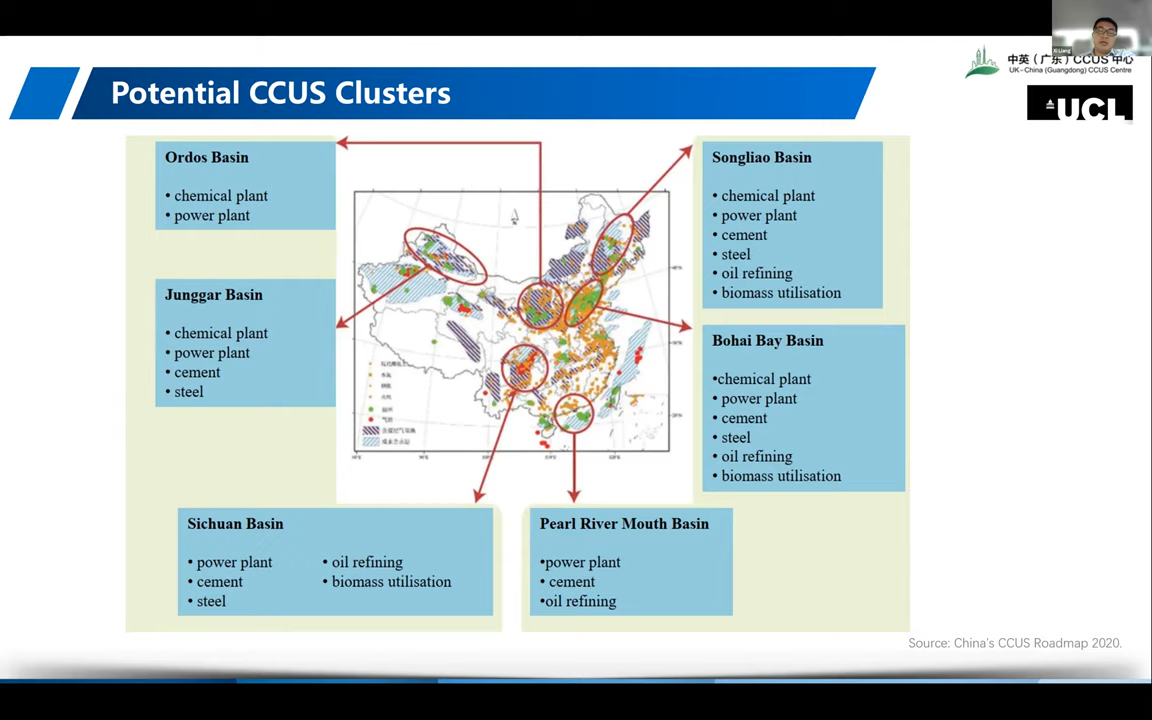 Xi Liang
中英（广东）CCUS 中心
UK-China (Guangdong) CCUS Centre
UCL
Potential CCUS Clusters
Ordos Basin
• chemical plant
• power plant
Junggar Basin
• chemical plant
• power plant
• cement
• steel
Songliao Basin
• chemical plant
• power plant
• cement
• steel
• oil refining
• biomass utilisation
Bohai Bay Basin
•chemical plant
• power plant
• cement
• steel
• oil refining
• biomass utilisation
Sichuan Basin
• power plant
• cement
• steel
• oil refining
• biomass utilisation
Pearl River Mouth Basin
•power plant
• cement
•oil refining
Source: China's CCUS Roadmap 2020.